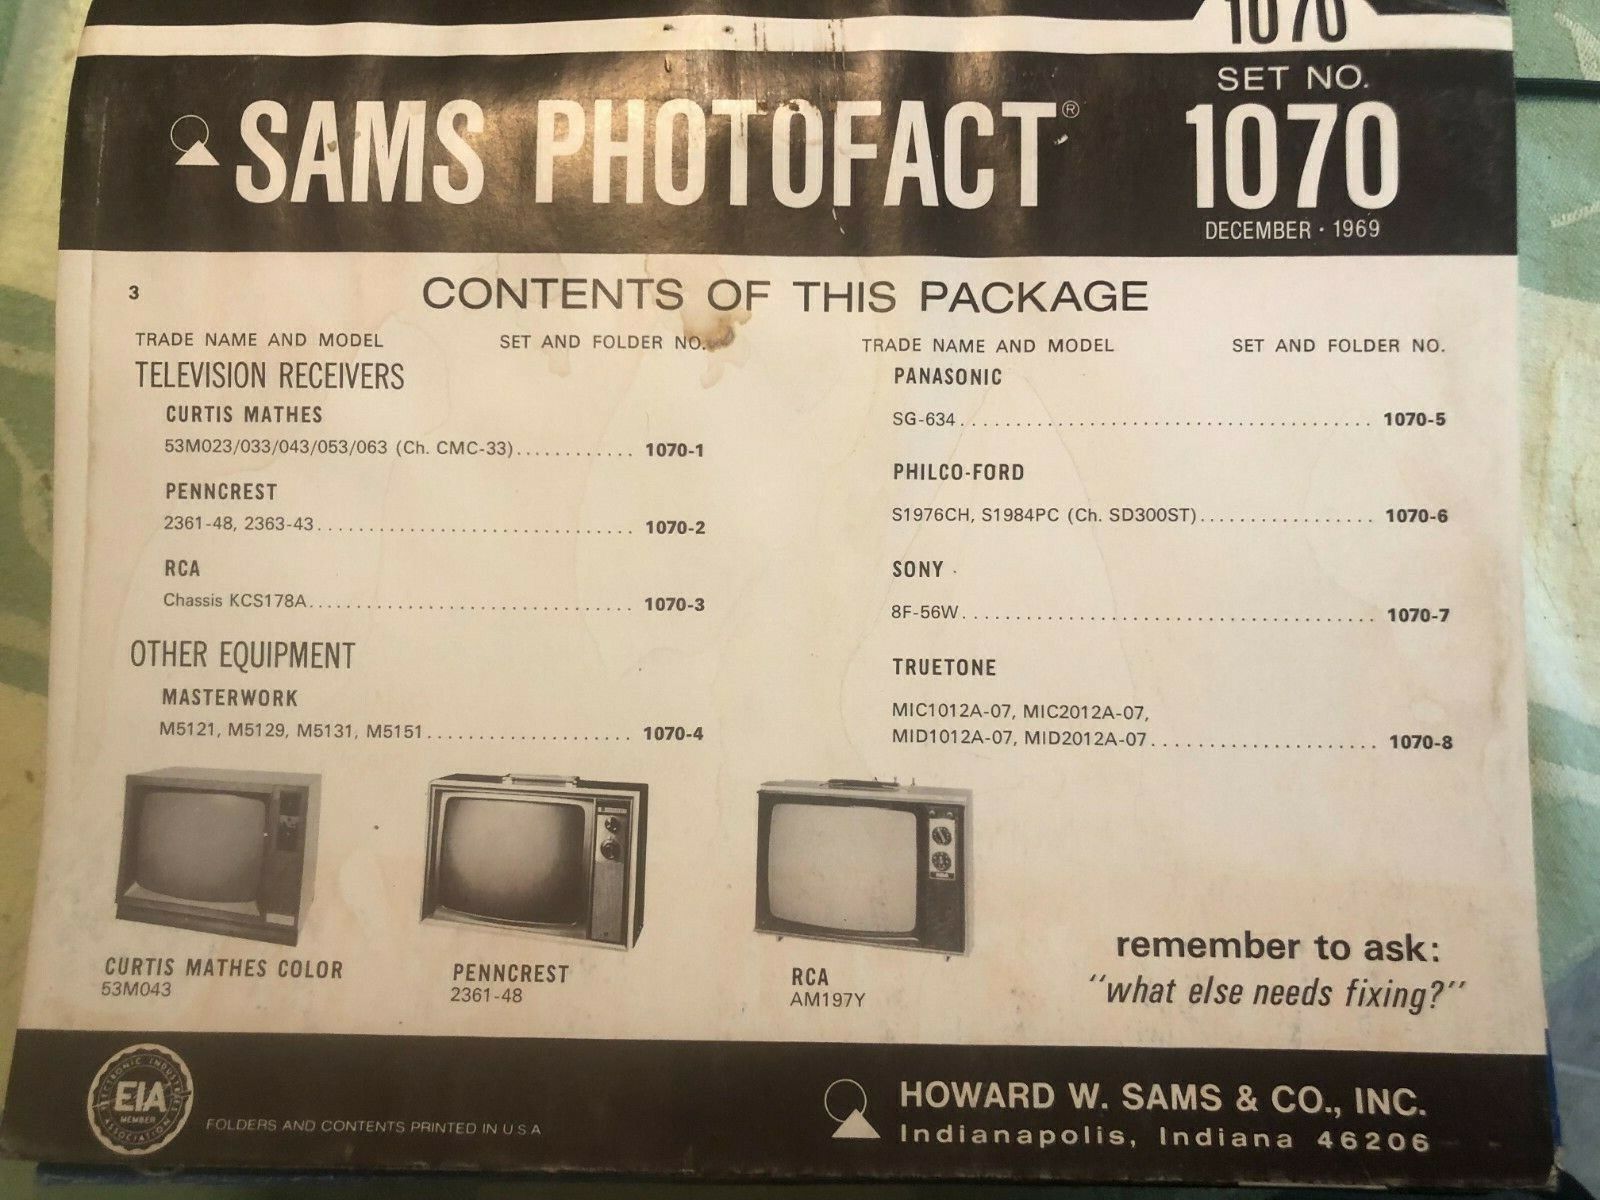 1070
SAMS PHOTOFACT®
SET NO.
1070
DECEMBER · 1969
3
CONTENTS OF THIS PACKAGE
TRADE NAME AND MODEL SET AND FOLDER NO.
TELEVISION RECEIVERS
CURTIS MATHES
53M023/033/043/053/063 (Ch. CMC-33)............ 1070-1
PENNCREST
2361-48, 2363-43................................. 1070-2
RCA
Chassis KCS178A................................. 1070-3
OTHER EQUIPMENT
MASTERWORK
M5121, M5129, M5131, M5151..................... 1070-4
TRADE NAME AND MODEL SET AND FOLDER NO.
PANASONIC
SG-634....................................... 1070-5
PHILCO-FORD
S1976CH, S1984PC (Ch. SD300ST)................. 1070-6
SONY
8F-56W....................................... 1070-7
TRUETONE
MIC1012A-07, MIC2012A-07,
MID1012A-07, MID2012A-07...................... 1070-8
CURTIS MATHES COLOR
53M043
PENNCREST
2361-48
RCA
AM197Y
remember to ask:
"what else needs fixing?"
ELECTRONIC INDUSTRIES
EIA
MEMBER
ASSOCIATION
FOLDERS AND CONTENTS PRINTED IN U S A
HOWARD W. SAMS & CO., INC.
Indianapolis, Indiana 46206